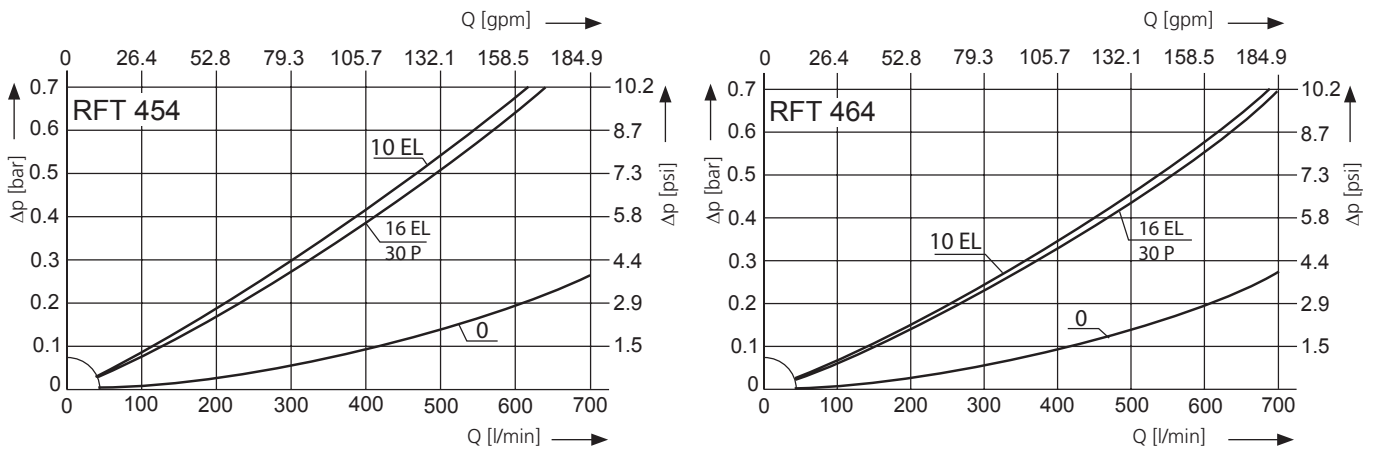 Q [gpm]
0 26.4 52.8 79.3 105.7 132.1 158.5 184.9
Δp [bar]
0.7
0.6
0.5
0.4
0.3
0.2
0.1
0
RFT 454
10 EL
16 EL
30 P
0
10.2
8.7
7.3
5.8
4.4
2.9
1.5
Δp [psi]
0 100 200 300 400 500 600 700
Q [l/min]
Q [gpm]
0 26.4 52.8 79.3 105.7 132.1 158.5 184.9
Δp [bar]
0.7
0.6
0.5
0.4
0.3
0.2
0.1
0
RFT 464
10 EL
16 EL
30 P
0
10.2
8.7
7.3
5.8
4.4
2.9
1.5
Δp [psi]
0 100 200 300 400 500 600 700
Q [l/min]